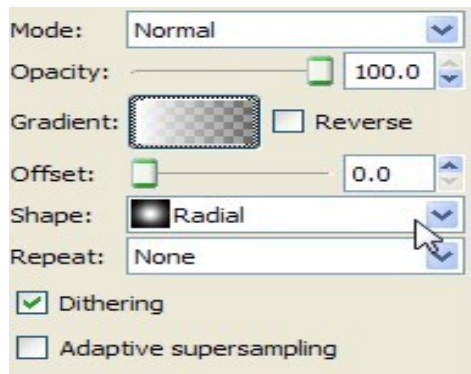 Mode: Normal
Opacity: 100.0
Gradient: Reverse
Offset: 0.0
Shape: Radial
Repeat: None
Dithering
Adaptive supersampling